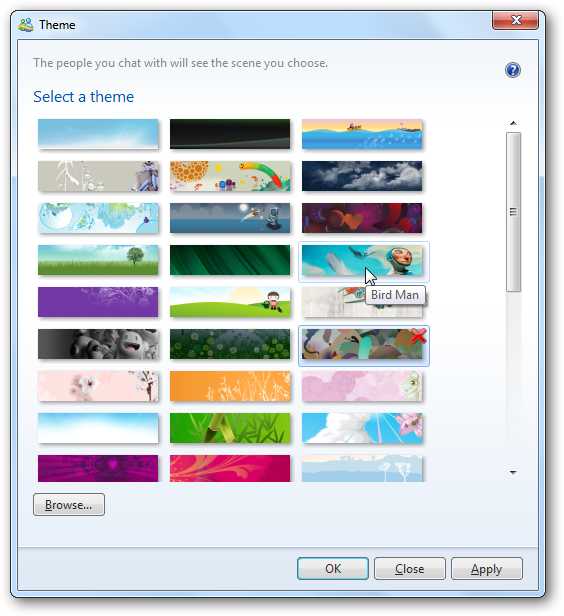 Theme
The people you chat with will see the scene you choose.
Select a theme
Bird Man
Browse...
OK
Close
Apply